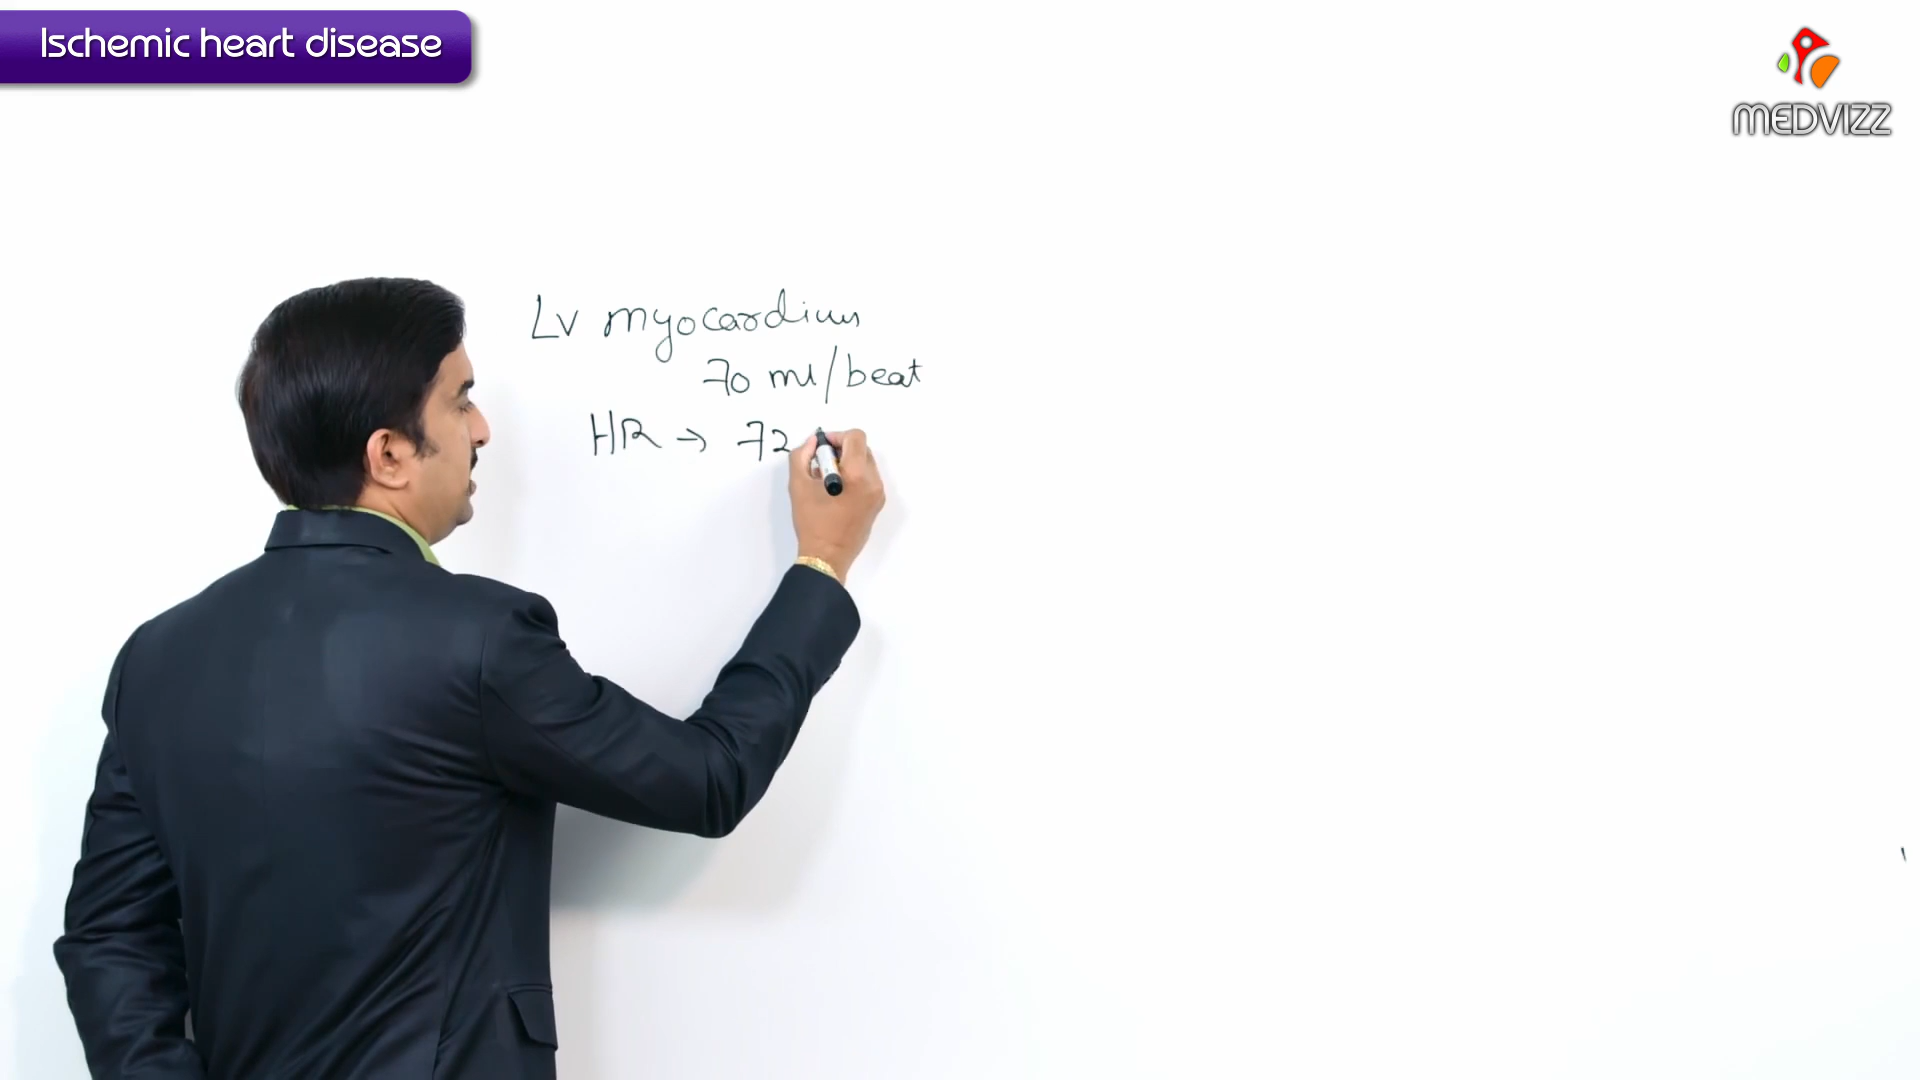 Ischemic heart disease
MEDVIZZ
LV myocardium
70 ml/beat
HR → 72